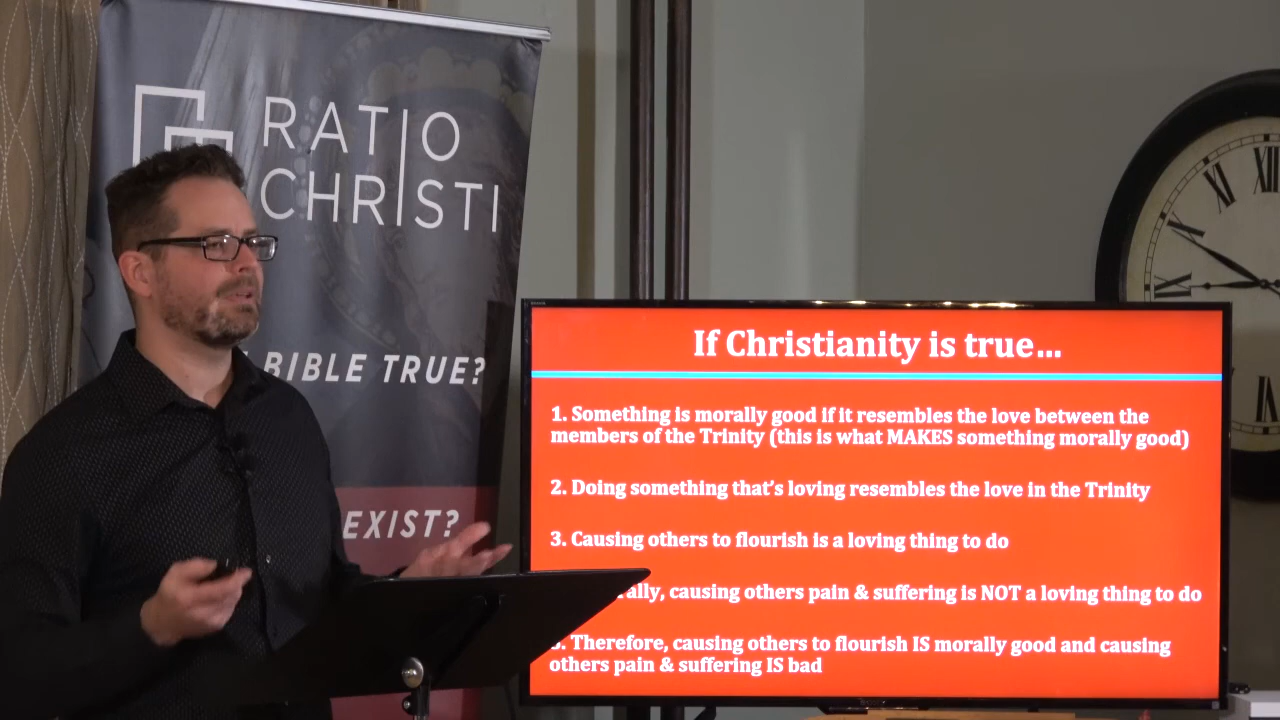 RATIO
CHRISTI
BIBLE TRUE?
EXIST?
If Christianity is true...
1. Something is morally good if it resembles the love between the
members of the Trinity (this is what MAKES something morally good)
2. Doing something that's loving resembles the love in the Trinity
3. Causing others to flourish is a loving thing to do
causing others pain & suffering is NOT a loving thing to do
Therefore, causing others to flourish IS morally good and causing
others pain & suffering IS bad
XII
XI
X
IX